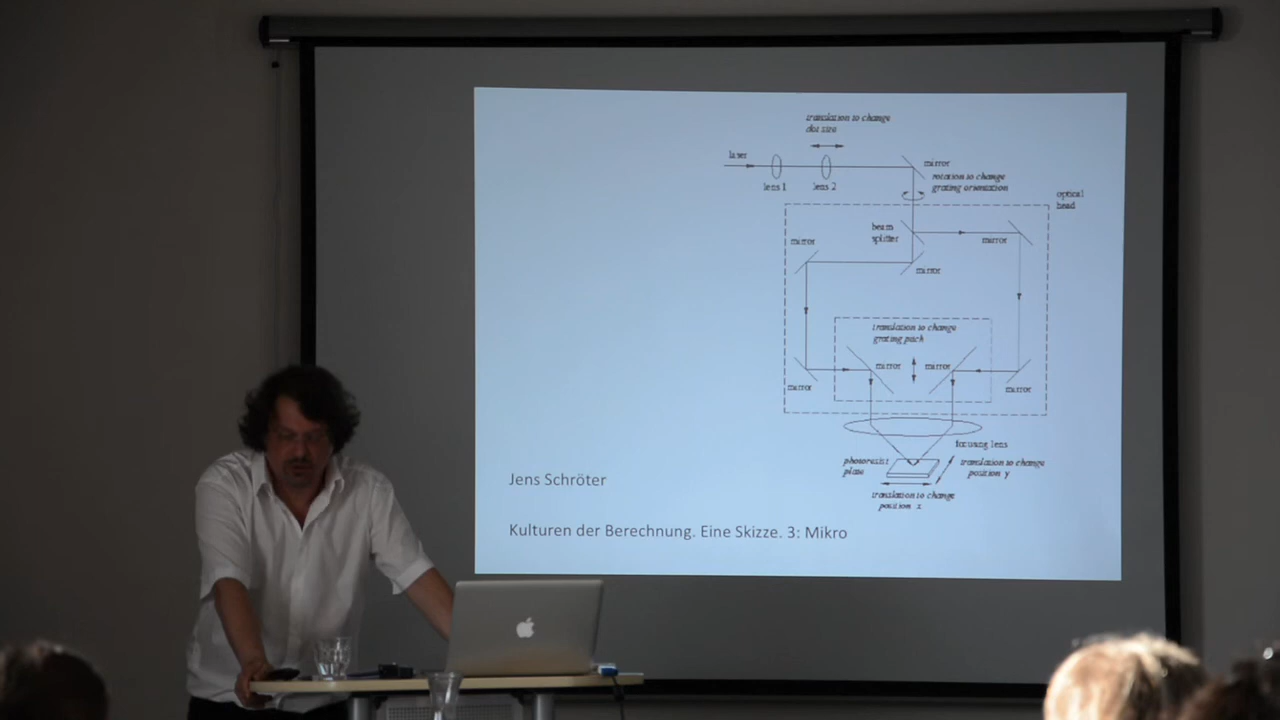 translation to change
dot size
laser
lens 1
lens 2
mirror
rotation to change
grating orientation
optical
head
beam
splitter
mirror
mirror
mirror
translation to change
grating pitch
mirror
mirror
mirror
mirror
focusing lens
photoresist
plate
translation to change
position y
translation to change
position x
Jens Schröter
Kulturen der Berechnung. Eine Skizze. 3: Mikro